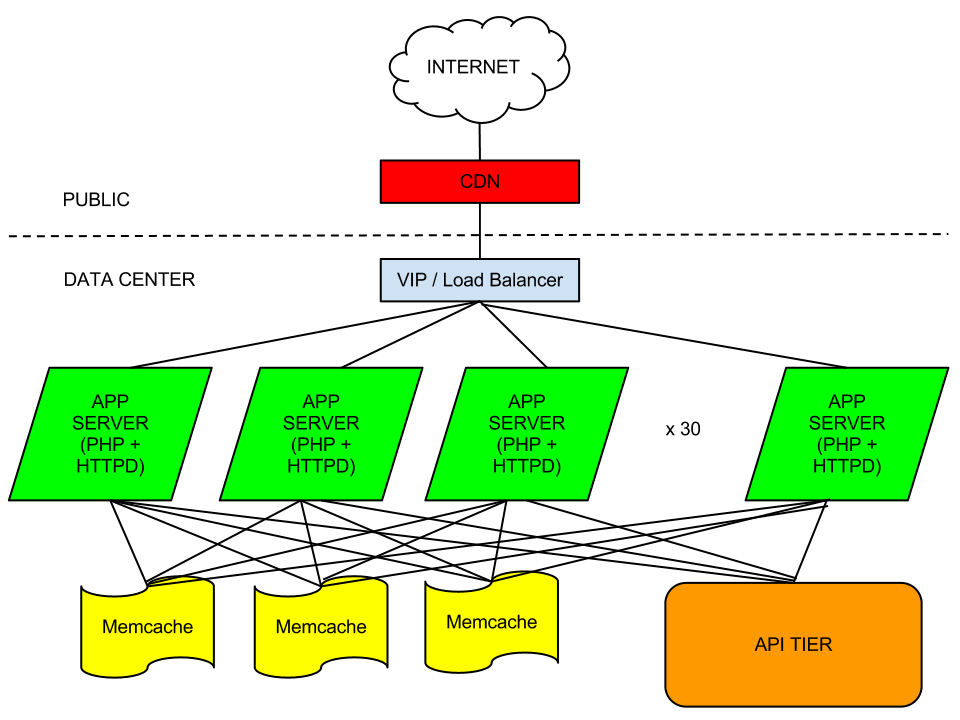 INTERNET
CDN
PUBLIC
DATA CENTER
VIP / Load Balancer
APP
SERVER
(PHP +
HTTPD)
APP
SERVER
(PHP +
HTTPD)
APP
SERVER
(PHP +
HTTPD)
x 30
APP
SERVER
(PHP +
HTTPD)
Memcache
Memcache
Memcache
API TIER